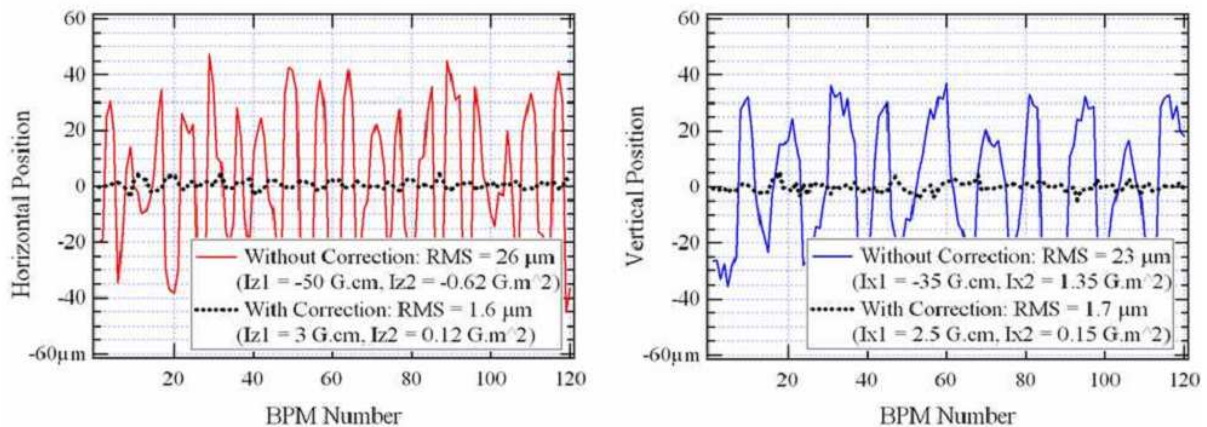 60
40
20
0
-20
-40
-60µm
Horizontal Position
Without Correction: RMS = 26 µm
(Iz1 = -50 G.cm, Iz2 = -0.62 G.m^2)
With Correction: RMS = 1.6 µm
(Iz1 = 3 G.cm, Iz2 = 0.12 G.m^2)
20 40 60 80 100 120
BPM Number
60
40
20
0
-20
-40
-60µm
Vertical Position
Without Correction: RMS = 23 µm
(Ix1 = -35 G.cm, Ix2 = 1.35 G.m^2)
With Correction: RMS = 1.7 µm
(Ix1 = 2.5 G.cm, Ix2 = 0.15 G.m^2)
20 40 60 80 100 120
BPM Number